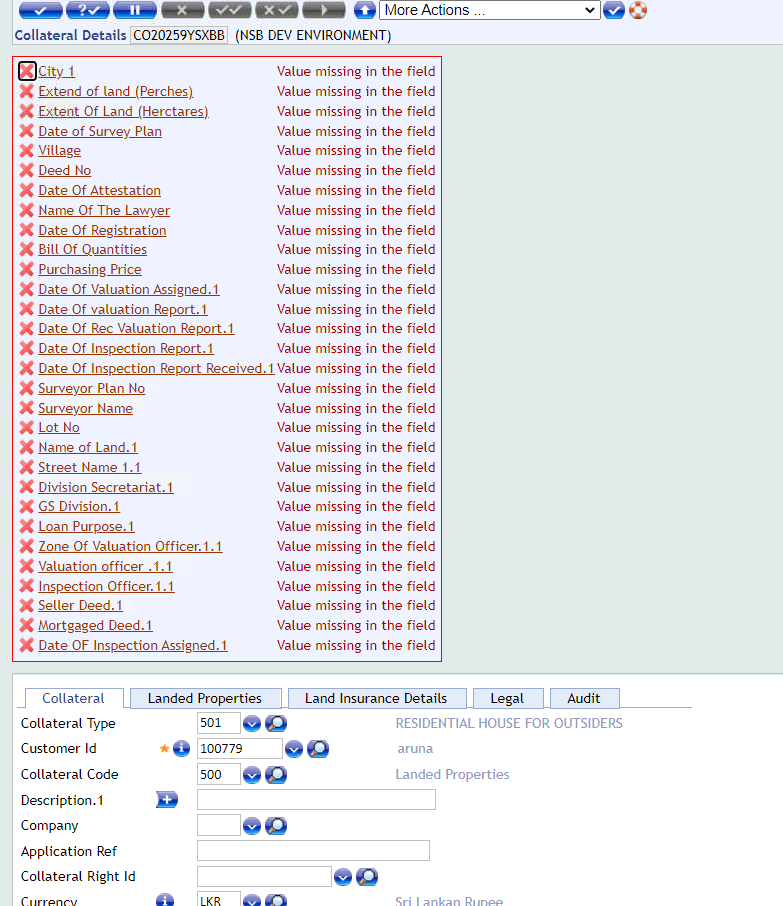 More Actions ...
Collateral Details CO20259YSXBB (NSB DEV ENVIRONMENT)
City 1 Value missing in the field
Extend of land (Perches) Value missing in the field
Extent Of Land (Herctares) Value missing in the field
Date of Survey Plan Value missing in the field
Village Value missing in the field
Deed No Value missing in the field
Date Of Attestation Value missing in the field
Name Of The Lawyer Value missing in the field
Date Of Registration Value missing in the field
Bill Of Quantities Value missing in the field
Purchasing Price Value missing in the field
Date Of Valuation Assigned.1 Value missing in the field
Date Of valuation Report.1 Value missing in the field
Date Of Rec Valuation Report.1 Value missing in the field
Date Of Inspection Report.1 Value missing in the field
Date Of Inspection Report Received.1 Value missing in the field
Surveyor Plan No Value missing in the field
Surveyor Name Value missing in the field
Lot No Value missing in the field
Name of Land.1 Value missing in the field
Street Name 1.1 Value missing in the field
Division Secretariat.1 Value missing in the field
GS Division.1 Value missing in the field
Loan Purpose.1 Value missing in the field
Zone Of Valuation Officer.1.1 Value missing in the field
Valuation officer .1.1 Value missing in the field
Inspection Officer.1.1 Value missing in the field
Seller Deed.1 Value missing in the field
Mortgaged Deed.1 Value missing in the field
Date OF Inspection Assigned.1 Value missing in the field
Collateral Landed Properties Land Insurance Details Legal Audit
Collateral Type 501 RESIDENTIAL HOUSE FOR OUTSIDERS
Customer Id 100779 aruna
Collateral Code 500 Landed Properties
Description.1
Company
Application Ref
Collateral Right Id
Currency LKR Sri Lankan Rupee